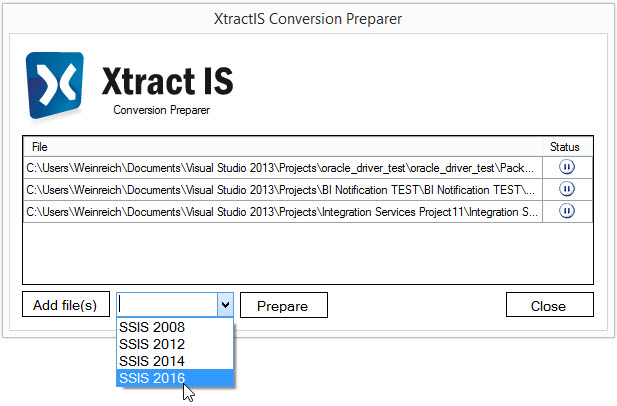 XtractIS Conversion Preparer
Xtract IS
Conversion Preparer
File Status
C:\Users\Weinreich\Documents\Visual Studio 2013\Projects\oracle_driver_test\oracle_driver_test\Pack...
C:\Users\Weinreich\Documents\Visual Studio 2013\Projects\BI Notification TEST\BI Notification TEST\...
C:\Users\Weinreich\Documents\Visual Studio 2013\Projects\Integration Services Project11\Integration S...
Add file(s) Prepare Close
SSIS 2008
SSIS 2012
SSIS 2014
SSIS 2016